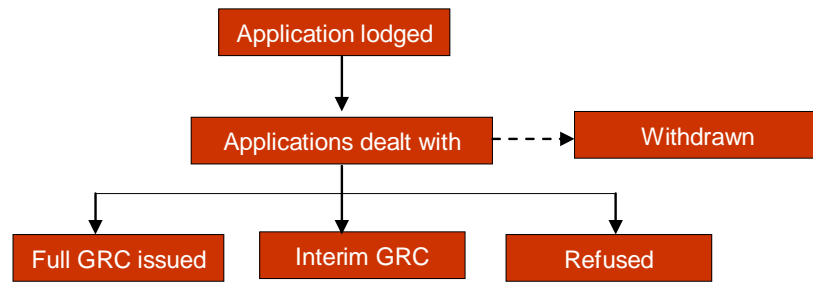 Application lodged
Applications dealt with
Withdrawn
Full GRC issued
Interim GRC
Refused